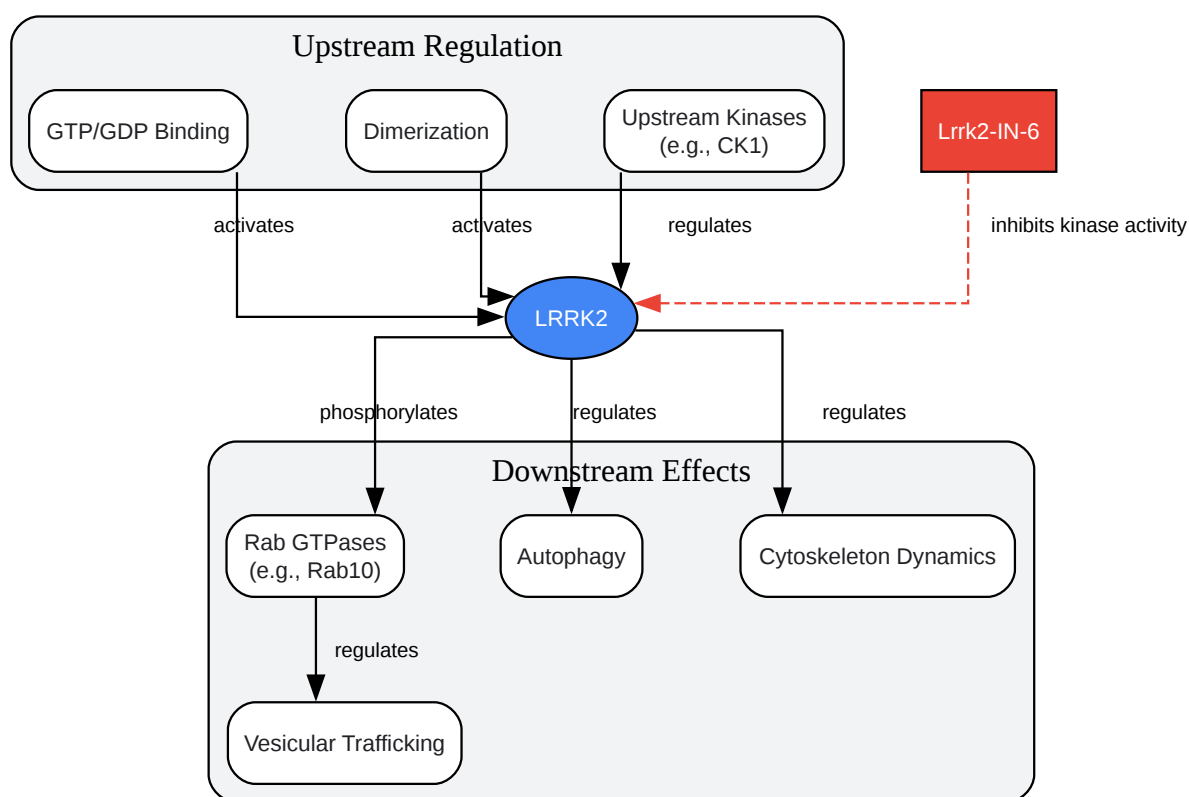 Upstream Regulation
GTP/GDP Binding
Dimerization
Upstream Kinases
(e.g., CK1)
Lrrk2-IN-6
activates
activates
regulates
inhibits kinase activity
LRRK2
phosphorylates
regulates
regulates
Downstream Effects
Rab GTPases
(e.g., Rab10)
Autophagy
Cytoskeleton Dynamics
regulates
Vesicular Trafficking